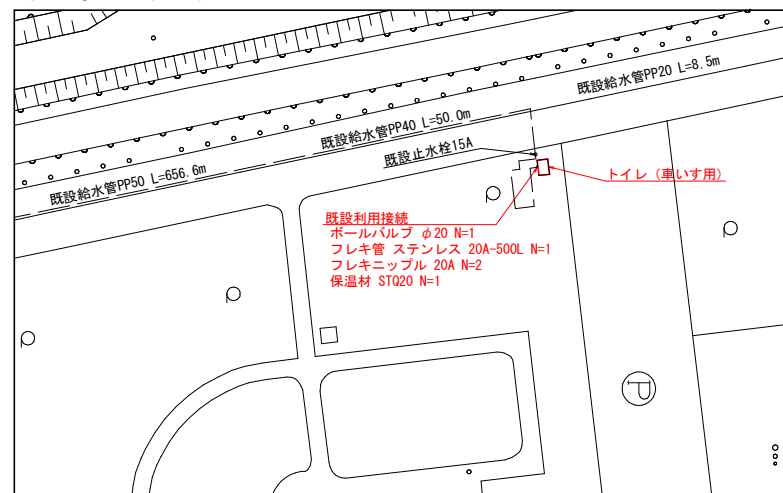 既設給水管PP20 L=8.5m
既設給水管PP40 L=50.0m
既設止水栓15A
既設給水管PP50 L=656.6m
トイレ（車いす用）
既設利用接続
ボールバルブ φ20 N=1
フレキ管 ステンレス 20A-500L N=1
フレキニップル 20A N=2
保温材 STQ20 N=1
P